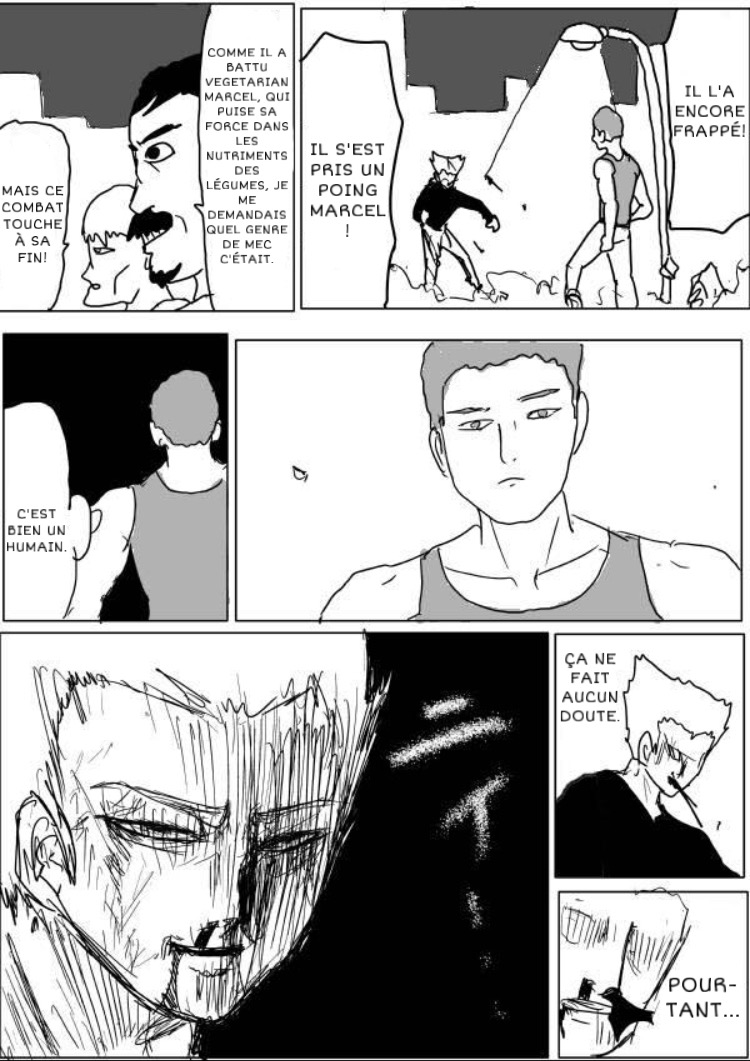 IL L'A
ENCORE
FRAPPÉ!
IL S'EST
PRIS UN
POING
MARCEL
!
COMME IL A
BATTU
VEGETARIAN
MARCEL, QUI
PUISE SA
FORCE DANS
LES
NUTRIMENTS
DES
LÉGUMES, JE
ME
DEMANDAIS
QUEL GENRE
DE MEC
C'ÉTAIT.
MAIS CE
COMBAT
TOUCHE
À SA
FIN!
C'EST
BIEN UN
HUMAIN.
ÇA NE
FAIT
AUCUN
DOUTE.
POUR-
TANT...